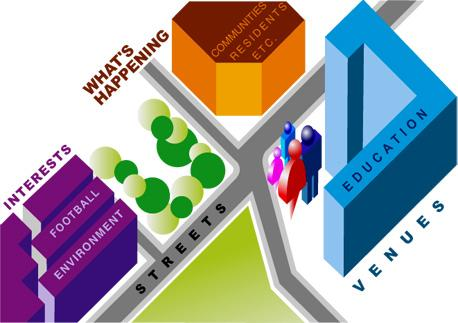 WHAT'S
HAPPENING
COMMUNITIES
RESIDENTS
ETC.
INTERESTS
FOOTBALL
ENVIRONMENT
STREETS
EDUCATION
VENUES